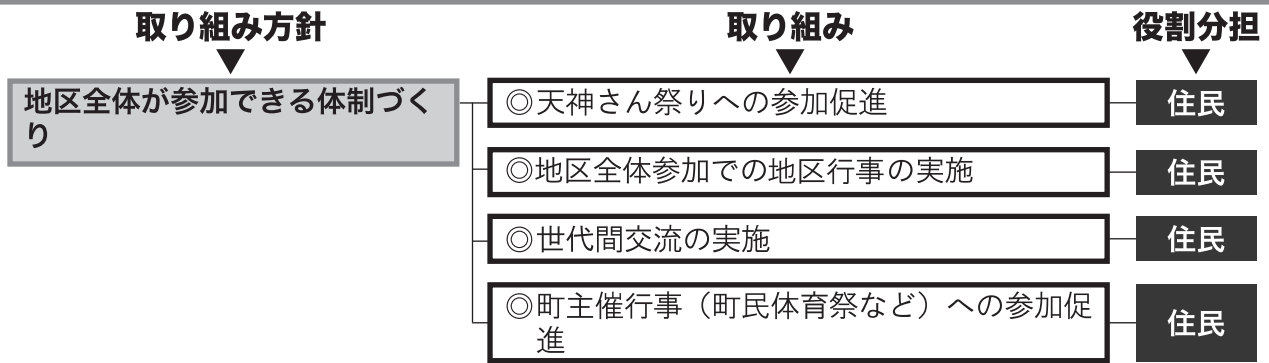 取り組み方針
取り組み
役割分担
▼
▼
▼
地区全体が参加できる体制づく
り
◎天神さん祭りへの参加促進
住民
◎地区全体参加での地区行事の実施
住民
◎世代間交流の実施
住民
◎町主催行事（町民体育祭など）への参加促
進
住民